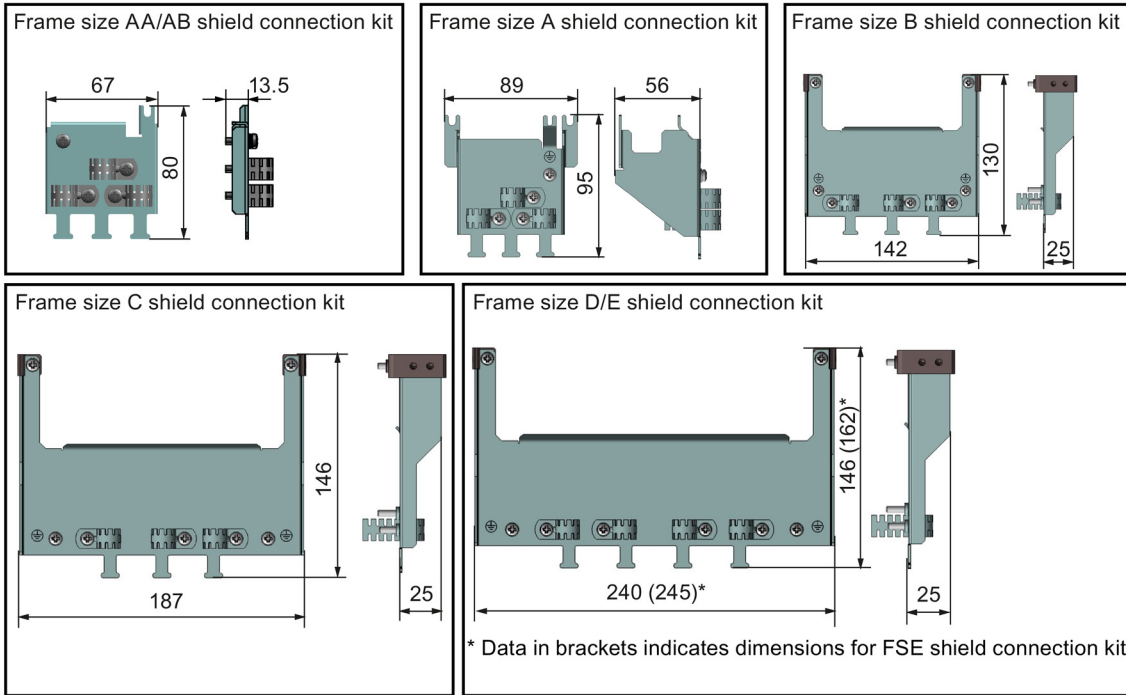 Frame size AA/AB shield connection kit
67
13.5
80
Frame size A shield connection kit
89
56
95
Frame size B shield connection kit
130
142
25
Frame size C shield connection kit
146
187
25
Frame size D/E shield connection kit
146 (162)*
240 (245)*
25
* Data in brackets indicates dimensions for FSE shield connection kit